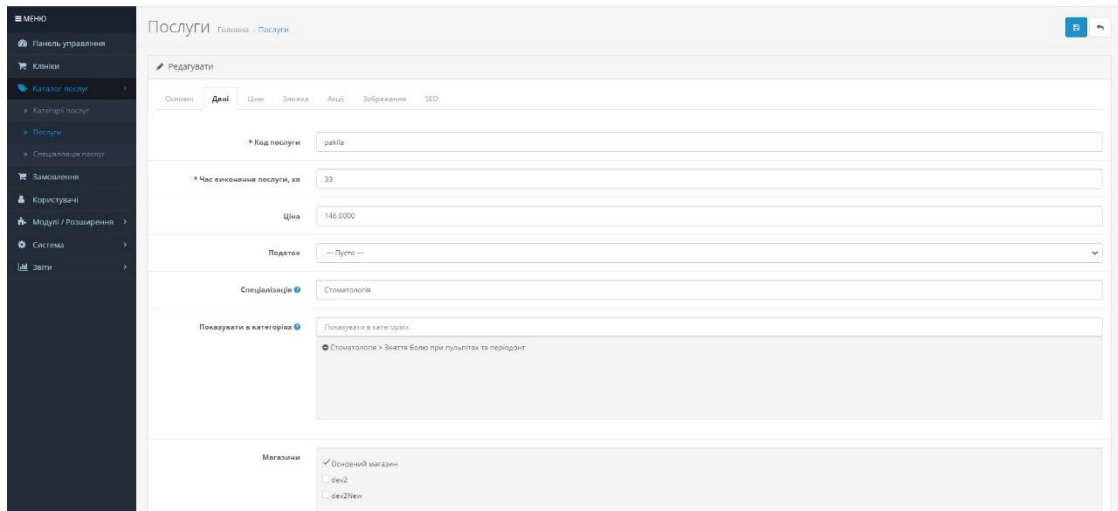 МЕНЮ
Панель управління
Клініки
Каталог послуг
» Категорії послуг
» Послуги
» Спеціалізація послуг
Замовлення
Користувачі
Модулі / Розширення
Система
Звіти
Послуги Головна › Послуги
Редагувати
Основні Дані Ціни Знижка Акції Зображення SEO
* Код послуги pakila
* Час виконання послуги, хв 33
Ціна 146.0000
Податок --- Пусто ---
Спеціалізація Стоматологія
Показувати в категоріях Показувати в категоріях
Стоматологія > Зняття болю при пульпітах та періодонт
Магазини Основний магазин
dev2
dev2New